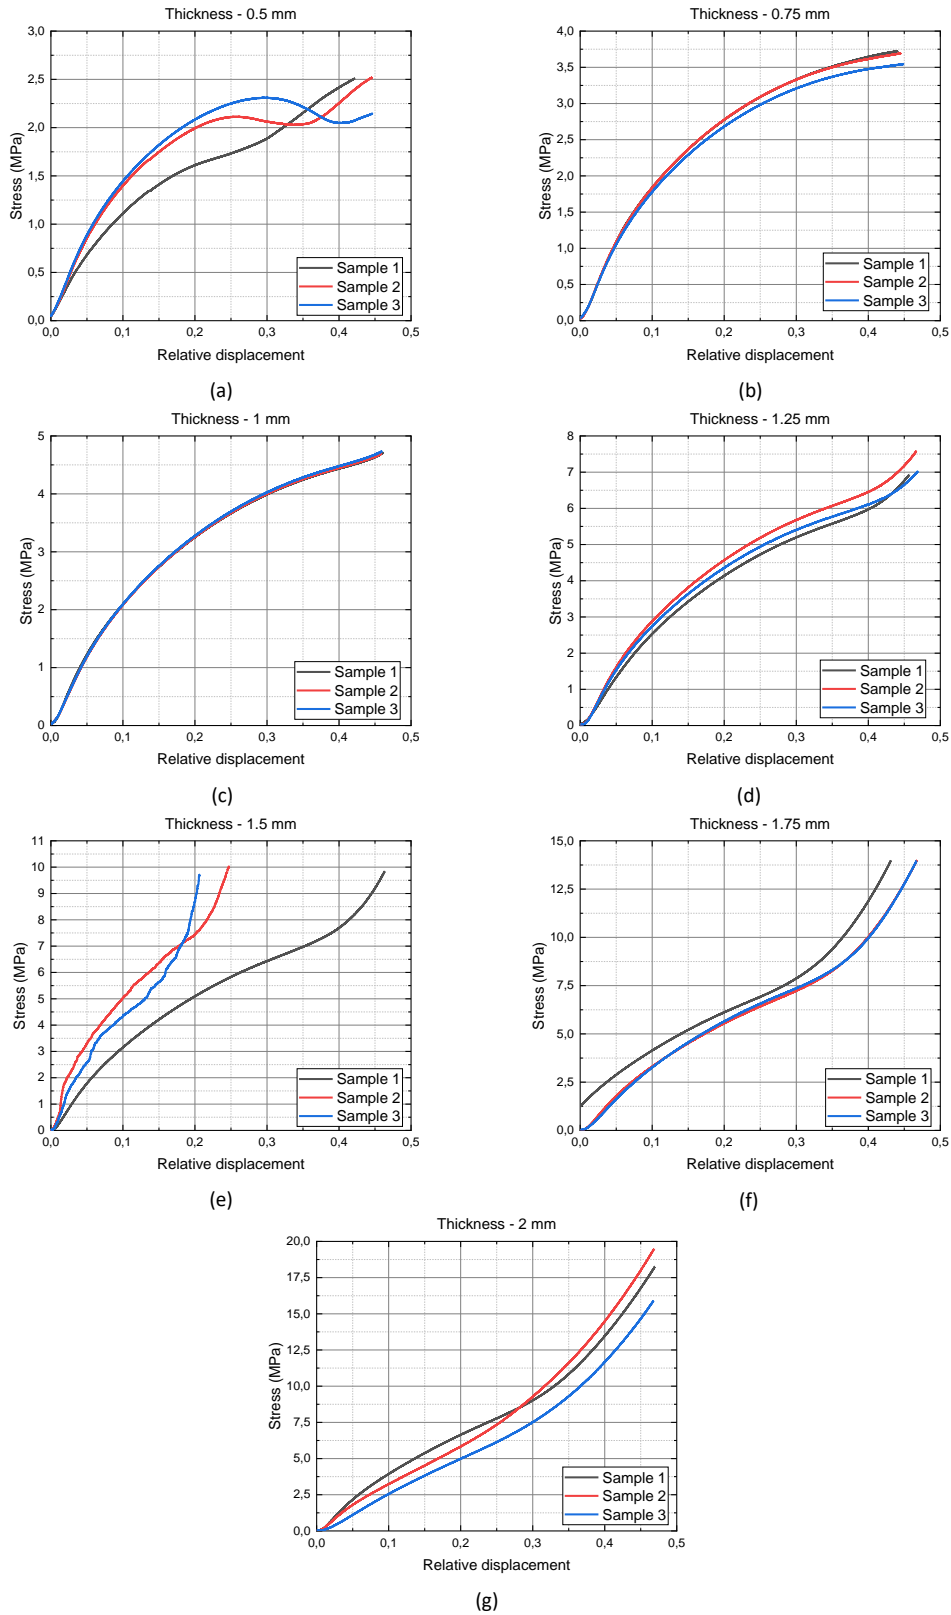 Thickness - 0.5 mm
3,0
2,5
2,0
1,5
1,0
0,5
0,0
Stress (MPa)
Sample 1
Sample 2
Sample 3
0,0 0,1 0,2 0,3 0,4 0,5
Relative displacement
(a)
Thickness - 0.75 mm
4,0
3,5
3,0
2,5
2,0
1,5
1,0
0,5
0,0
Stress (MPa)
Sample 1
Sample 2
Sample 3
0,0 0,1 0,2 0,3 0,4 0,5
Relative displacement
(b)
Thickness - 1 mm
5
4
3
2
1
0
Stress (MPa)
Sample 1
Sample 2
Sample 3
0,0 0,1 0,2 0,3 0,4 0,5
Relative displacement
(c)
Thickness - 1.25 mm
8
7
6
5
4
3
2
1
0
Stress (MPa)
Sample 1
Sample 2
Sample 3
0,0 0,1 0,2 0,3 0,4 0,5
Relative displacement
(d)
Thickness - 1.5 mm
11
10
9
8
7
6
5
4
3
2
1
0
Stress (MPa)
Sample 1
Sample 2
Sample 3
0,0 0,1 0,2 0,3 0,4 0,5
Relative displacement
(e)
Thickness - 1.75 mm
15,0
12,5
10,0
7,5
5,0
2,5
0,0
Stress (MPa)
Sample 1
Sample 2
Sample 3
0,0 0,1 0,2 0,3 0,4 0,5
Relative displacement
(f)
Thickness - 2 mm
20,0
17,5
15,0
12,5
10,0
7,5
5,0
2,5
0,0
Stress (MPa)
Sample 1
Sample 2
Sample 3
0,0 0,1 0,2 0,3 0,4 0,5
Relative displacement
(g)